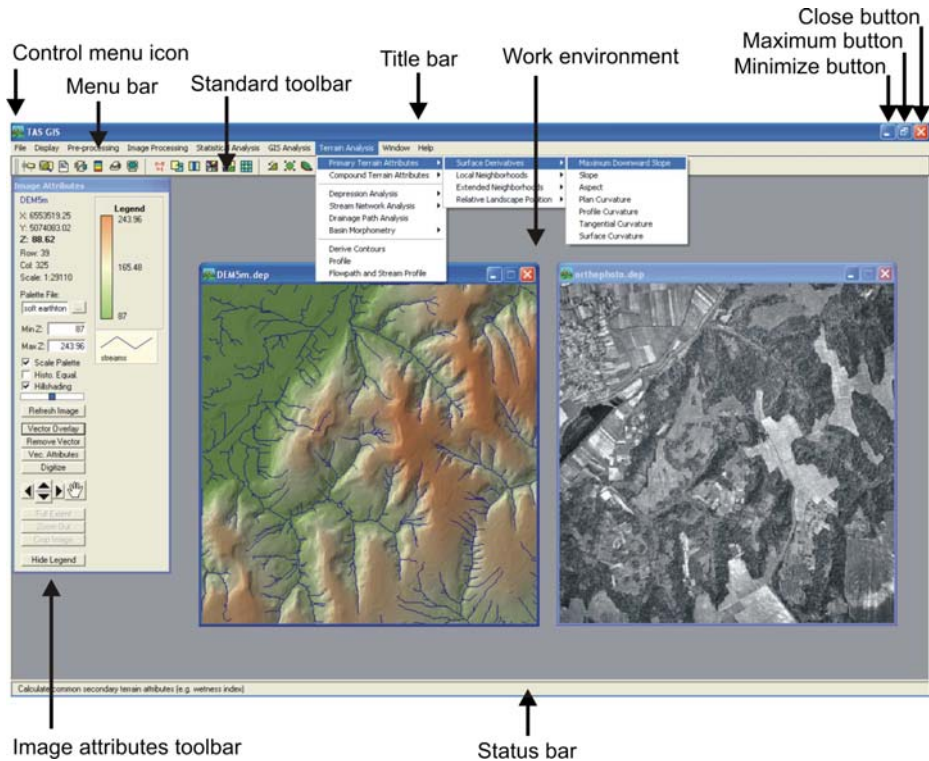 Close button
Maximum button
Minimize button
Control menu icon
Menu bar
Standard toolbar
Title bar
Work environment
TAS GIS
File Display Pre-processing Image Processing Statistical Analysis GIS Analysis Terrain Analysis Window Help
Primary Terrain Attributes
Compound Terrain Attributes
Depression Analysis
Stream Network Analysis
Drainage Path Analysis
Basin Morphometry
Derive Contours
Profile
Flowpath and Stream Profile
Surface Derivatives
Local Neighborhoods
Extended Neighborhoods
Relative Landscape Position
Maximum Downward Slope
Slope
Aspect
Plan Curvature
Profile Curvature
Tangential Curvature
Surface Curvature
Image Attributes
DEM5m
X: 6553519.25
Y: 5074083.02
Z: 88.62
Row: 39
Col: 325
Scale: 1:29110
Palette File:
soft earthton ...
Min Z: 87
Max Z: 243.96
Scale Palette
Histo. Equal.
Hillshading
Refresh Image
Vector Overlay
Remove Vector
Vec. Attributes
Digitize
Full Extent
Zoom Out
Crop Image
Hide Legend
Legend
243.96
165.48
87
streams
DEM5m.dep
orthephoto.dep
Calculate common secondary terrain attributes (e.g. wetness index)
Image attributes toolbar
Status bar